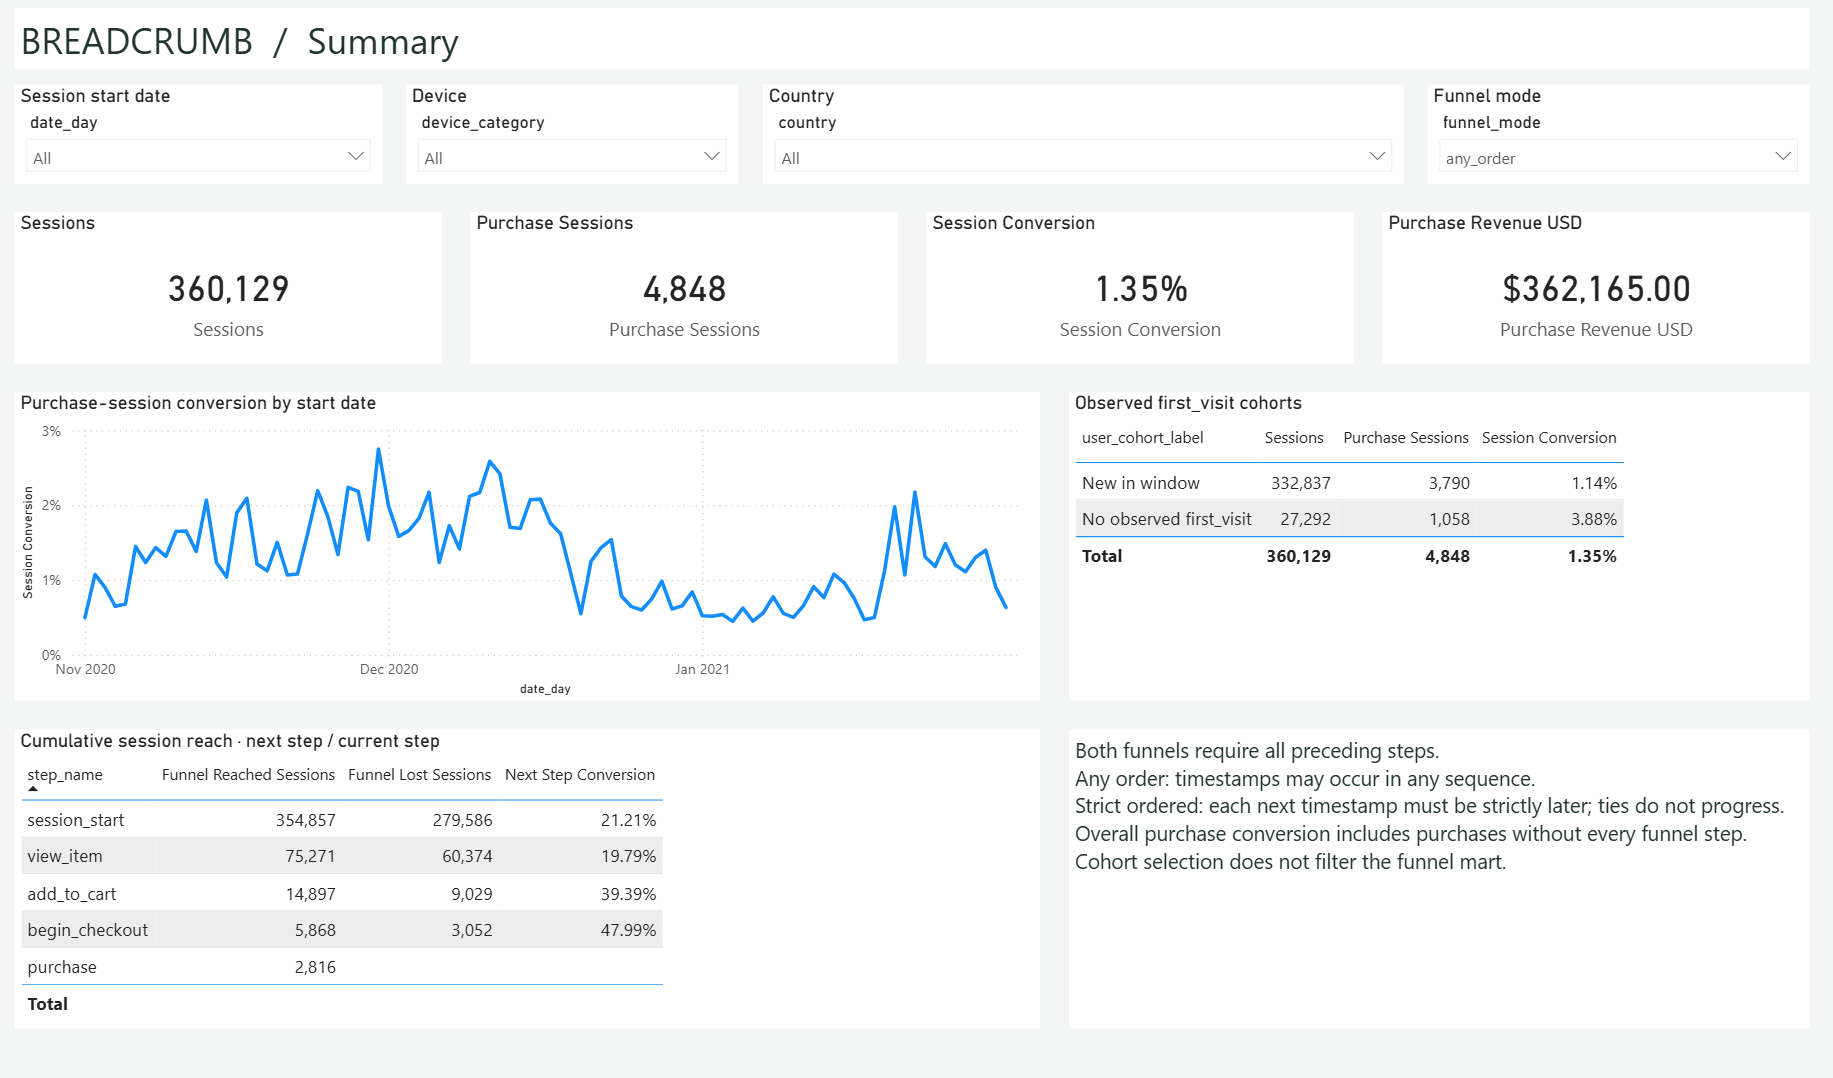 BREADCRUMB / Summary
Session start date
date_day
All
Device
device_category
All
Country
country
All
Funnel mode
funnel_mode
any_order
Sessions
360,129
Sessions
Purchase Sessions
4,848
Purchase Sessions
Session Conversion
1.35%
Session Conversion
Purchase Revenue USD
$362,165.00
Purchase Revenue USD
Purchase-session conversion by start date
Session Conversion
3%
2%
1%
0%
Nov 2020 Dec 2020 Jan 2021
date_day
Observed first_visit cohorts
user_cohort_label Sessions Purchase Sessions Session Conversion
New in window 332,837 3,790 1.14%
No observed first_visit 27,292 1,058 3.88%
Total 360,129 4,848 1.35%
Cumulative session reach · next step / current step
step_name Funnel Reached Sessions Funnel Lost Sessions Next Step Conversion
session_start 354,857 279,586 21.21%
view_item 75,271 60,374 19.79%
add_to_cart 14,897 9,029 39.39%
begin_checkout 5,868 3,052 47.99%
purchase 2,816
Total
Both funnels require all preceding steps.
Any order: timestamps may occur in any sequence.
Strict ordered: each next timestamp must be strictly later; ties do not progress.
Overall purchase conversion includes purchases without every funnel step.
Cohort selection does not filter the funnel mart.